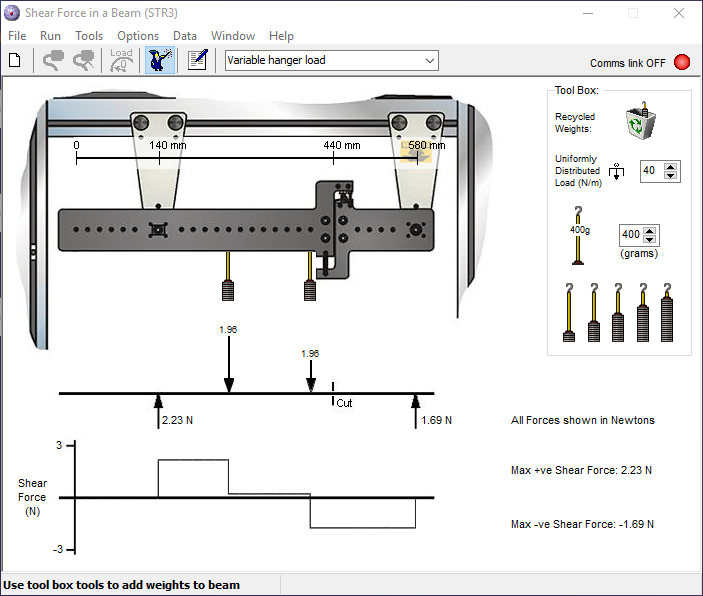 Shear Force in a Beam (STR3)
File Run Tools Options Data Window Help
Load
Variable hanger load
Comms link OFF
Tool Box:
Recycled
Weights:
Uniformly
Distributed
Load (N/m)
40
400g
400
(grams)
0 140 mm 440 mm 580 mm
1.96
1.96
Cut
2.23 N
1.69 N
All Forces shown in Newtons
3
Shear
Force
(N)
-3
Max +ve Shear Force: 2.23 N
Max -ve Shear Force: -1.69 N
Use tool box tools to add weights to beam